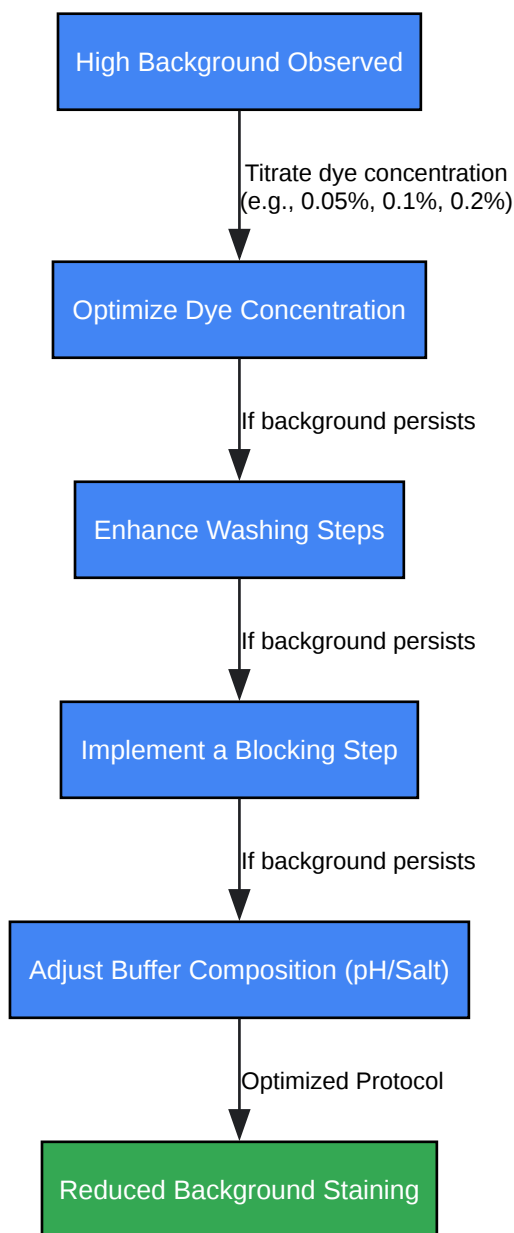 High Background Observed
Titrate dye concentration
(e.g., 0.05%, 0.1%, 0.2%)
Optimize Dye Concentration
If background persists
Enhance Washing Steps
If background persists
Implement a Blocking Step
If background persists
Adjust Buffer Composition (pH/Salt)
Optimized Protocol
Reduced Background Staining